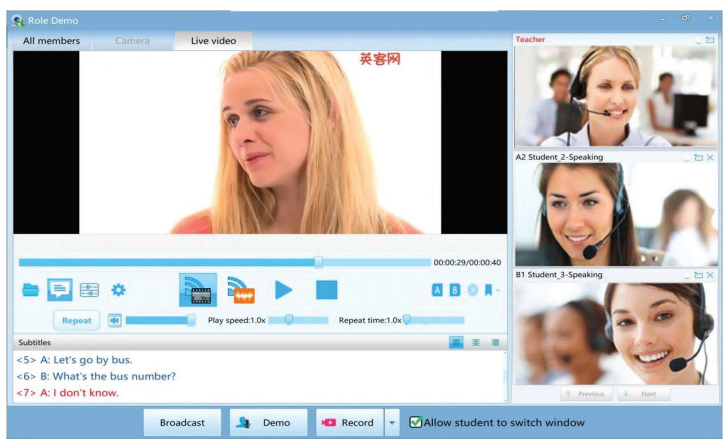 Role Demo
All members Camera Live video
英客网
00:00:29/00:00:40
A B
Repeat Play speed:1.0x Repeat time:1.0x
Subtitles
<5> A: Let's go by bus.
<6> B: What's the bus number?
<7> A: I don't know.
Teacher
A2 Student_2-Speaking
B1 Student_3-Speaking
Previous Next
Broadcast Demo Record Allow student to switch window